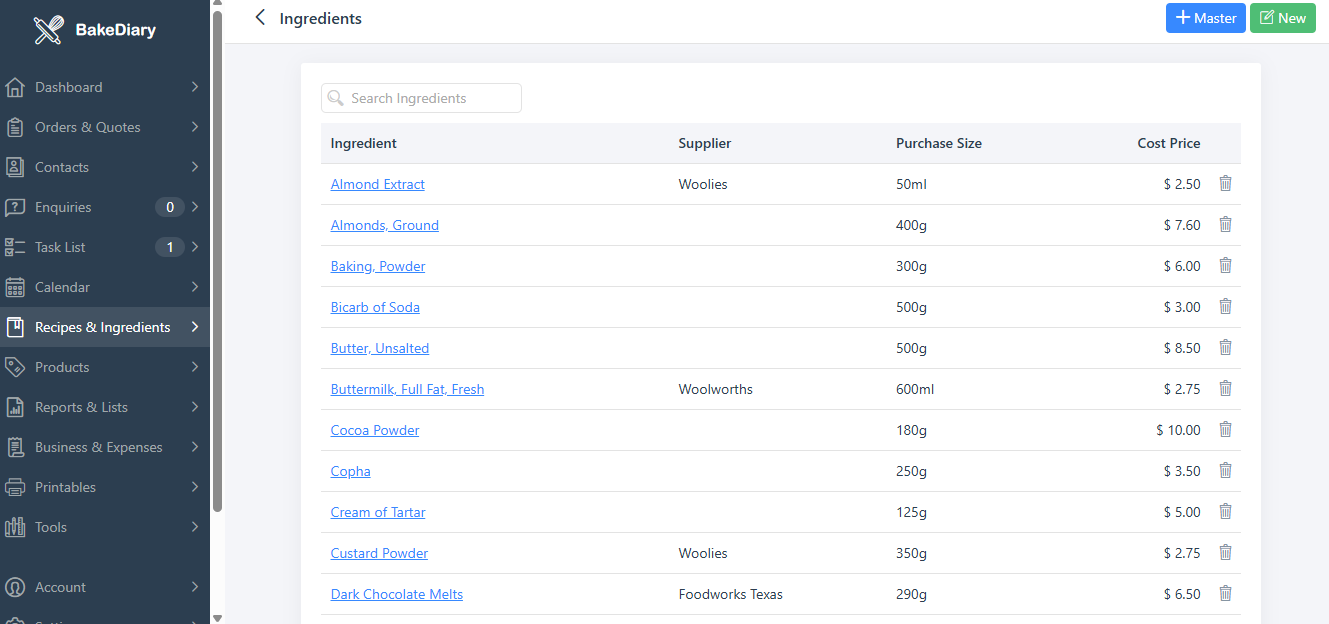 BakeDiary
Dashboard
Orders & Quotes
Contacts
Enquiries 0
Task List 1
Calendar
Recipes & Ingredients
Products
Reports & Lists
Business & Expenses
Printables
Tools
Account
Ingredients
Master
New
Search Ingredients
Ingredient Supplier Purchase Size Cost Price
Almond Extract Woolies 50ml $ 2.50
Almonds, Ground 400g $ 7.60
Baking, Powder 300g $ 6.00
Bicarb of Soda 500g $ 3.00
Butter, Unsalted 500g $ 8.50
Buttermilk, Full Fat, Fresh Woolworths 600ml $ 2.75
Cocoa Powder 180g $ 10.00
Copha 250g $ 3.50
Cream of Tartar 125g $ 5.00
Custard Powder Woolies 350g $ 2.75
Dark Chocolate Melts Foodworks Texas 290g $ 6.50